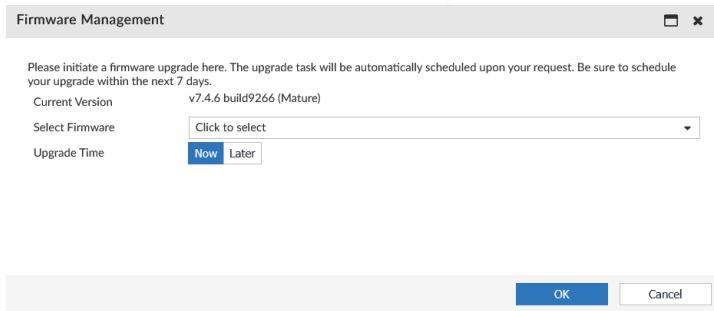 Firmware Management
Please initiate a firmware upgrade here. The upgrade task will be automatically scheduled upon your request. Be sure to schedule
your upgrade within the next 7 days.
Current Version v7.4.6 build9266 (Mature)
Select Firmware Click to select
Upgrade Time Now Later
OK Cancel